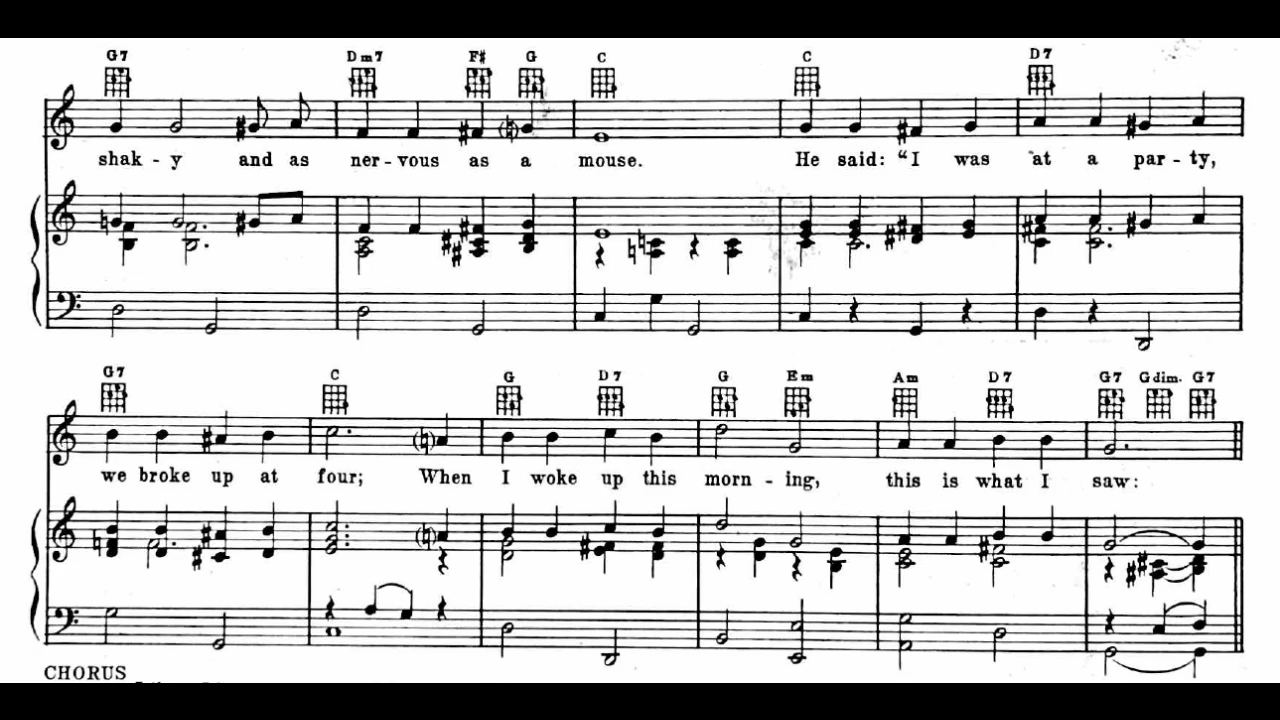 G7 Dm7 F# G C C D7
shak - y and as ner - vous as a mouse. He said: "I was at a par - ty,
G7 C G D7 G Em Am D7 G7 Gdim. G7
we broke up at four; When I woke up this morn - ing, this is what I saw:
CHORUS